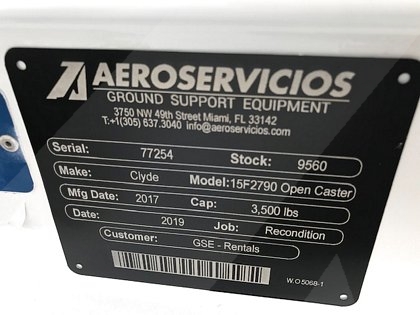 AEROSERVICIOS
GROUND SUPPORT EQUIPMENT
3750 NW 49th Street Miami, FL 33142
T:+1(305) 637.3040 info@aeroservicios.com
Serial: 77254 Stock: 9560
Make: Clyde Model: 15F2790 Open Caster
Mfg Date: 2017 Cap: 3,500 lbs
Date: 2019 Job: Recondition
Customer: GSE - Rentals
W.O 5068-1